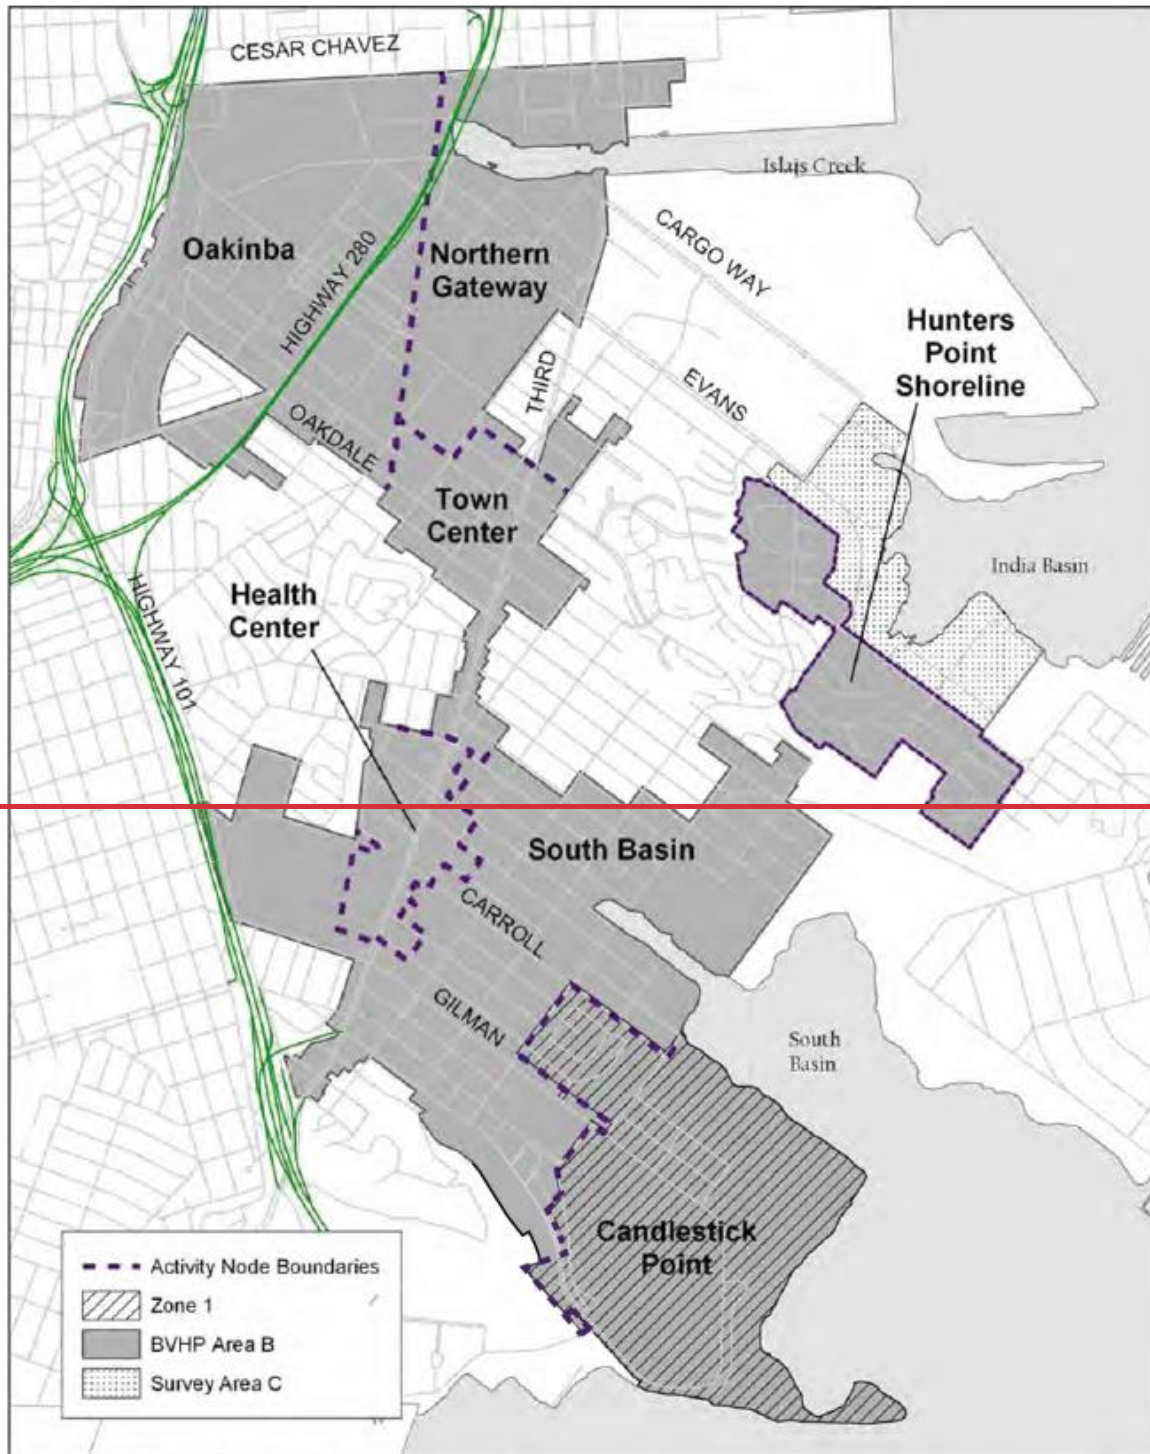 CESAR CHAVEZ
Islais Creek
CARGO WAY
Oakinba
HIGHWAY 280
Northern
Gateway
Hunters
Point
Shoreline
THIRD
EVANS
OAKDALE
Town
Center
India Basin
HIGHWAY 101
Health
Center
South Basin
CARROLL
GILMAN
South
Basin
Candlestick
Point
Activity Node Boundaries
Zone 1
BVHP Area B
Survey Area C